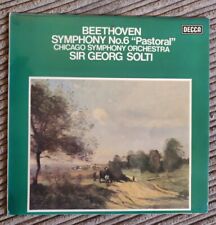 BEETHOVEN
SYMPHONY No.6 “Pastoral”
CHICAGO SYMPHONY ORCHESTRA
SIR GEORG SOLTI
DECCA